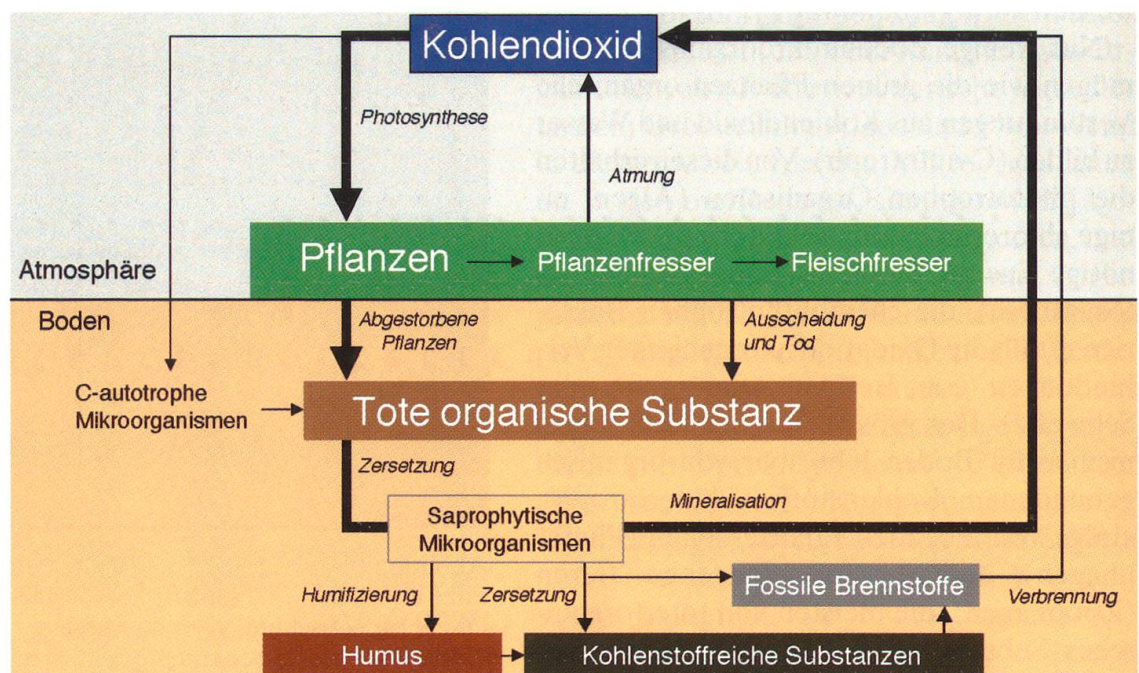 Kohlendioxid
Photosynthese
Atmung
Pflanzen
Pflanzenfresser
Fleischfresser
Atmosphäre
Boden
Abgestorbene
Pflanzen
Ausscheidung
und Tod
C-autotrophe
Mikroorganismen
Tote organische Substanz
Zersetzung
Mineralisation
Saprophytische
Mikroorganismen
Humifizierung
Zersetzung
Fossile Brennstoffe
Verbrennung
Humus
Kohlenstoffreiche Substanzen